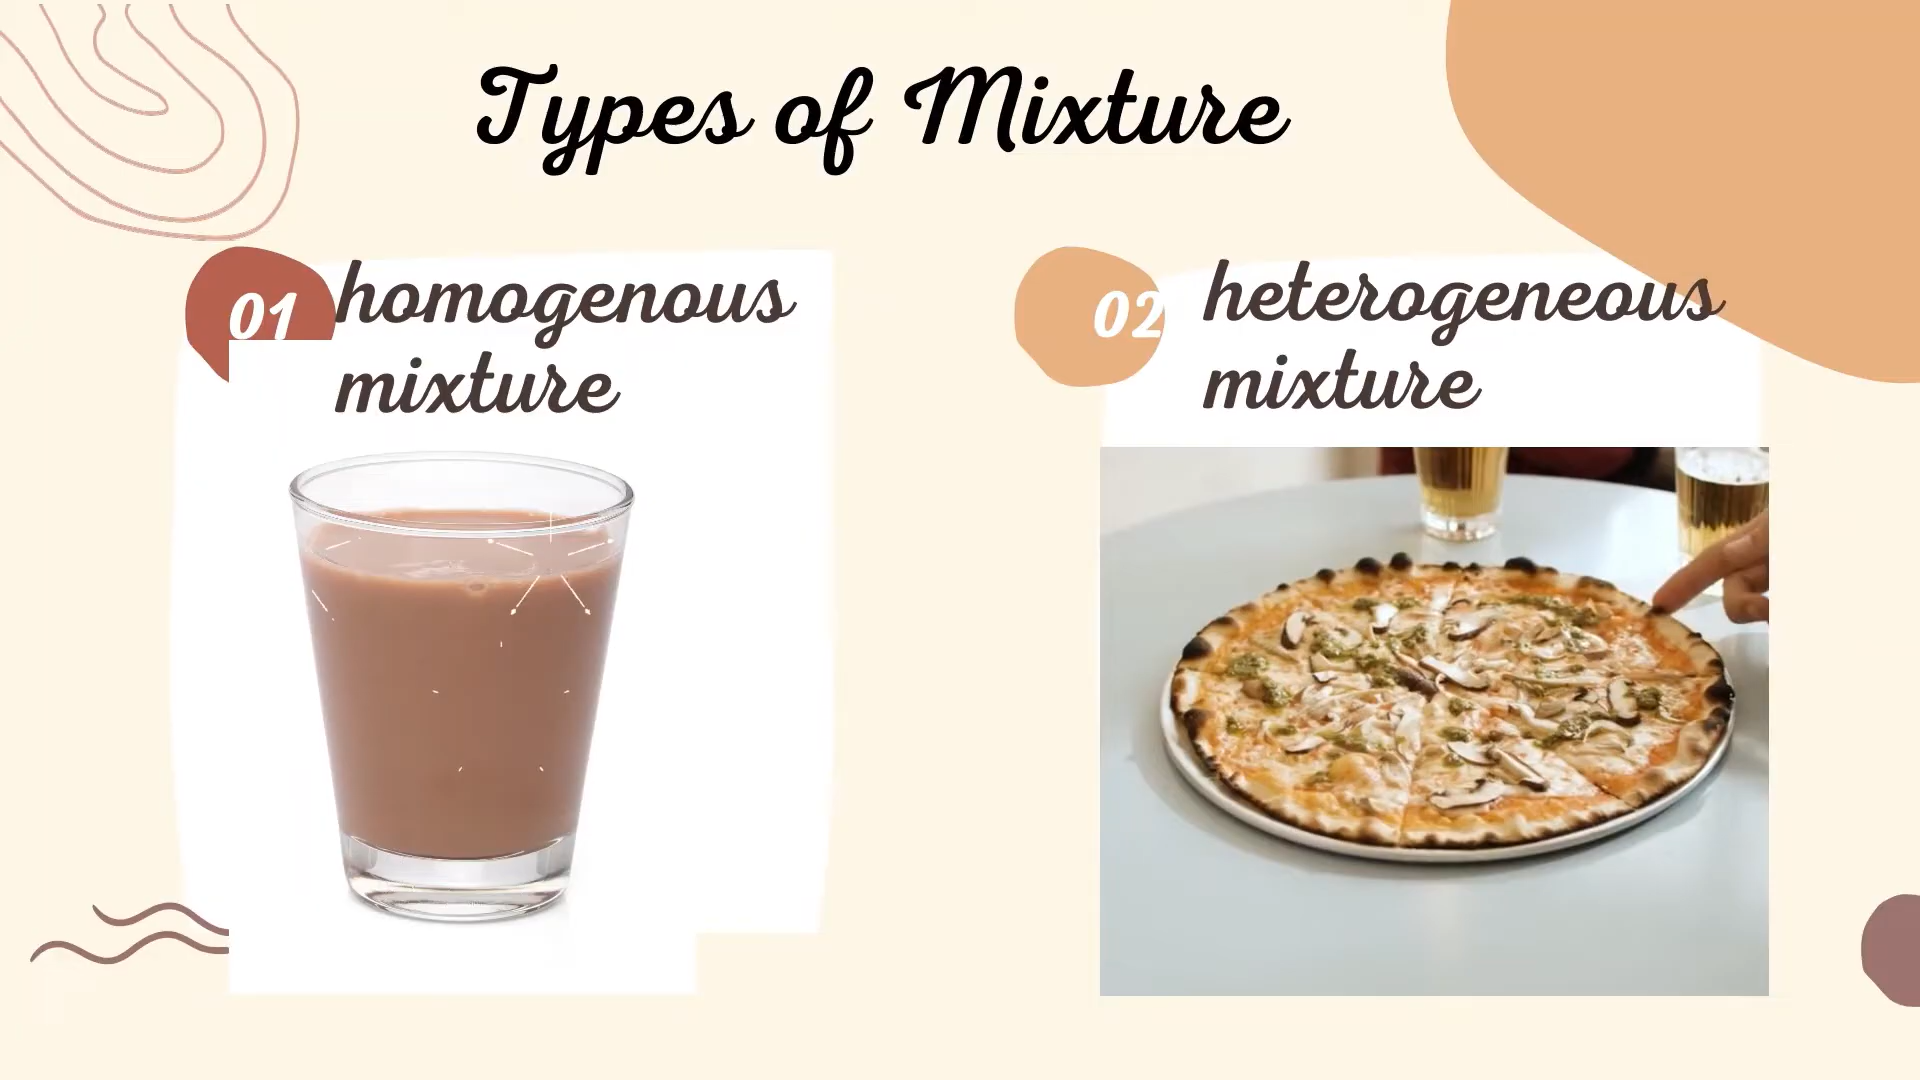 Types of Mixture
01
homogenous
mixture
02
heterogeneous
mixture